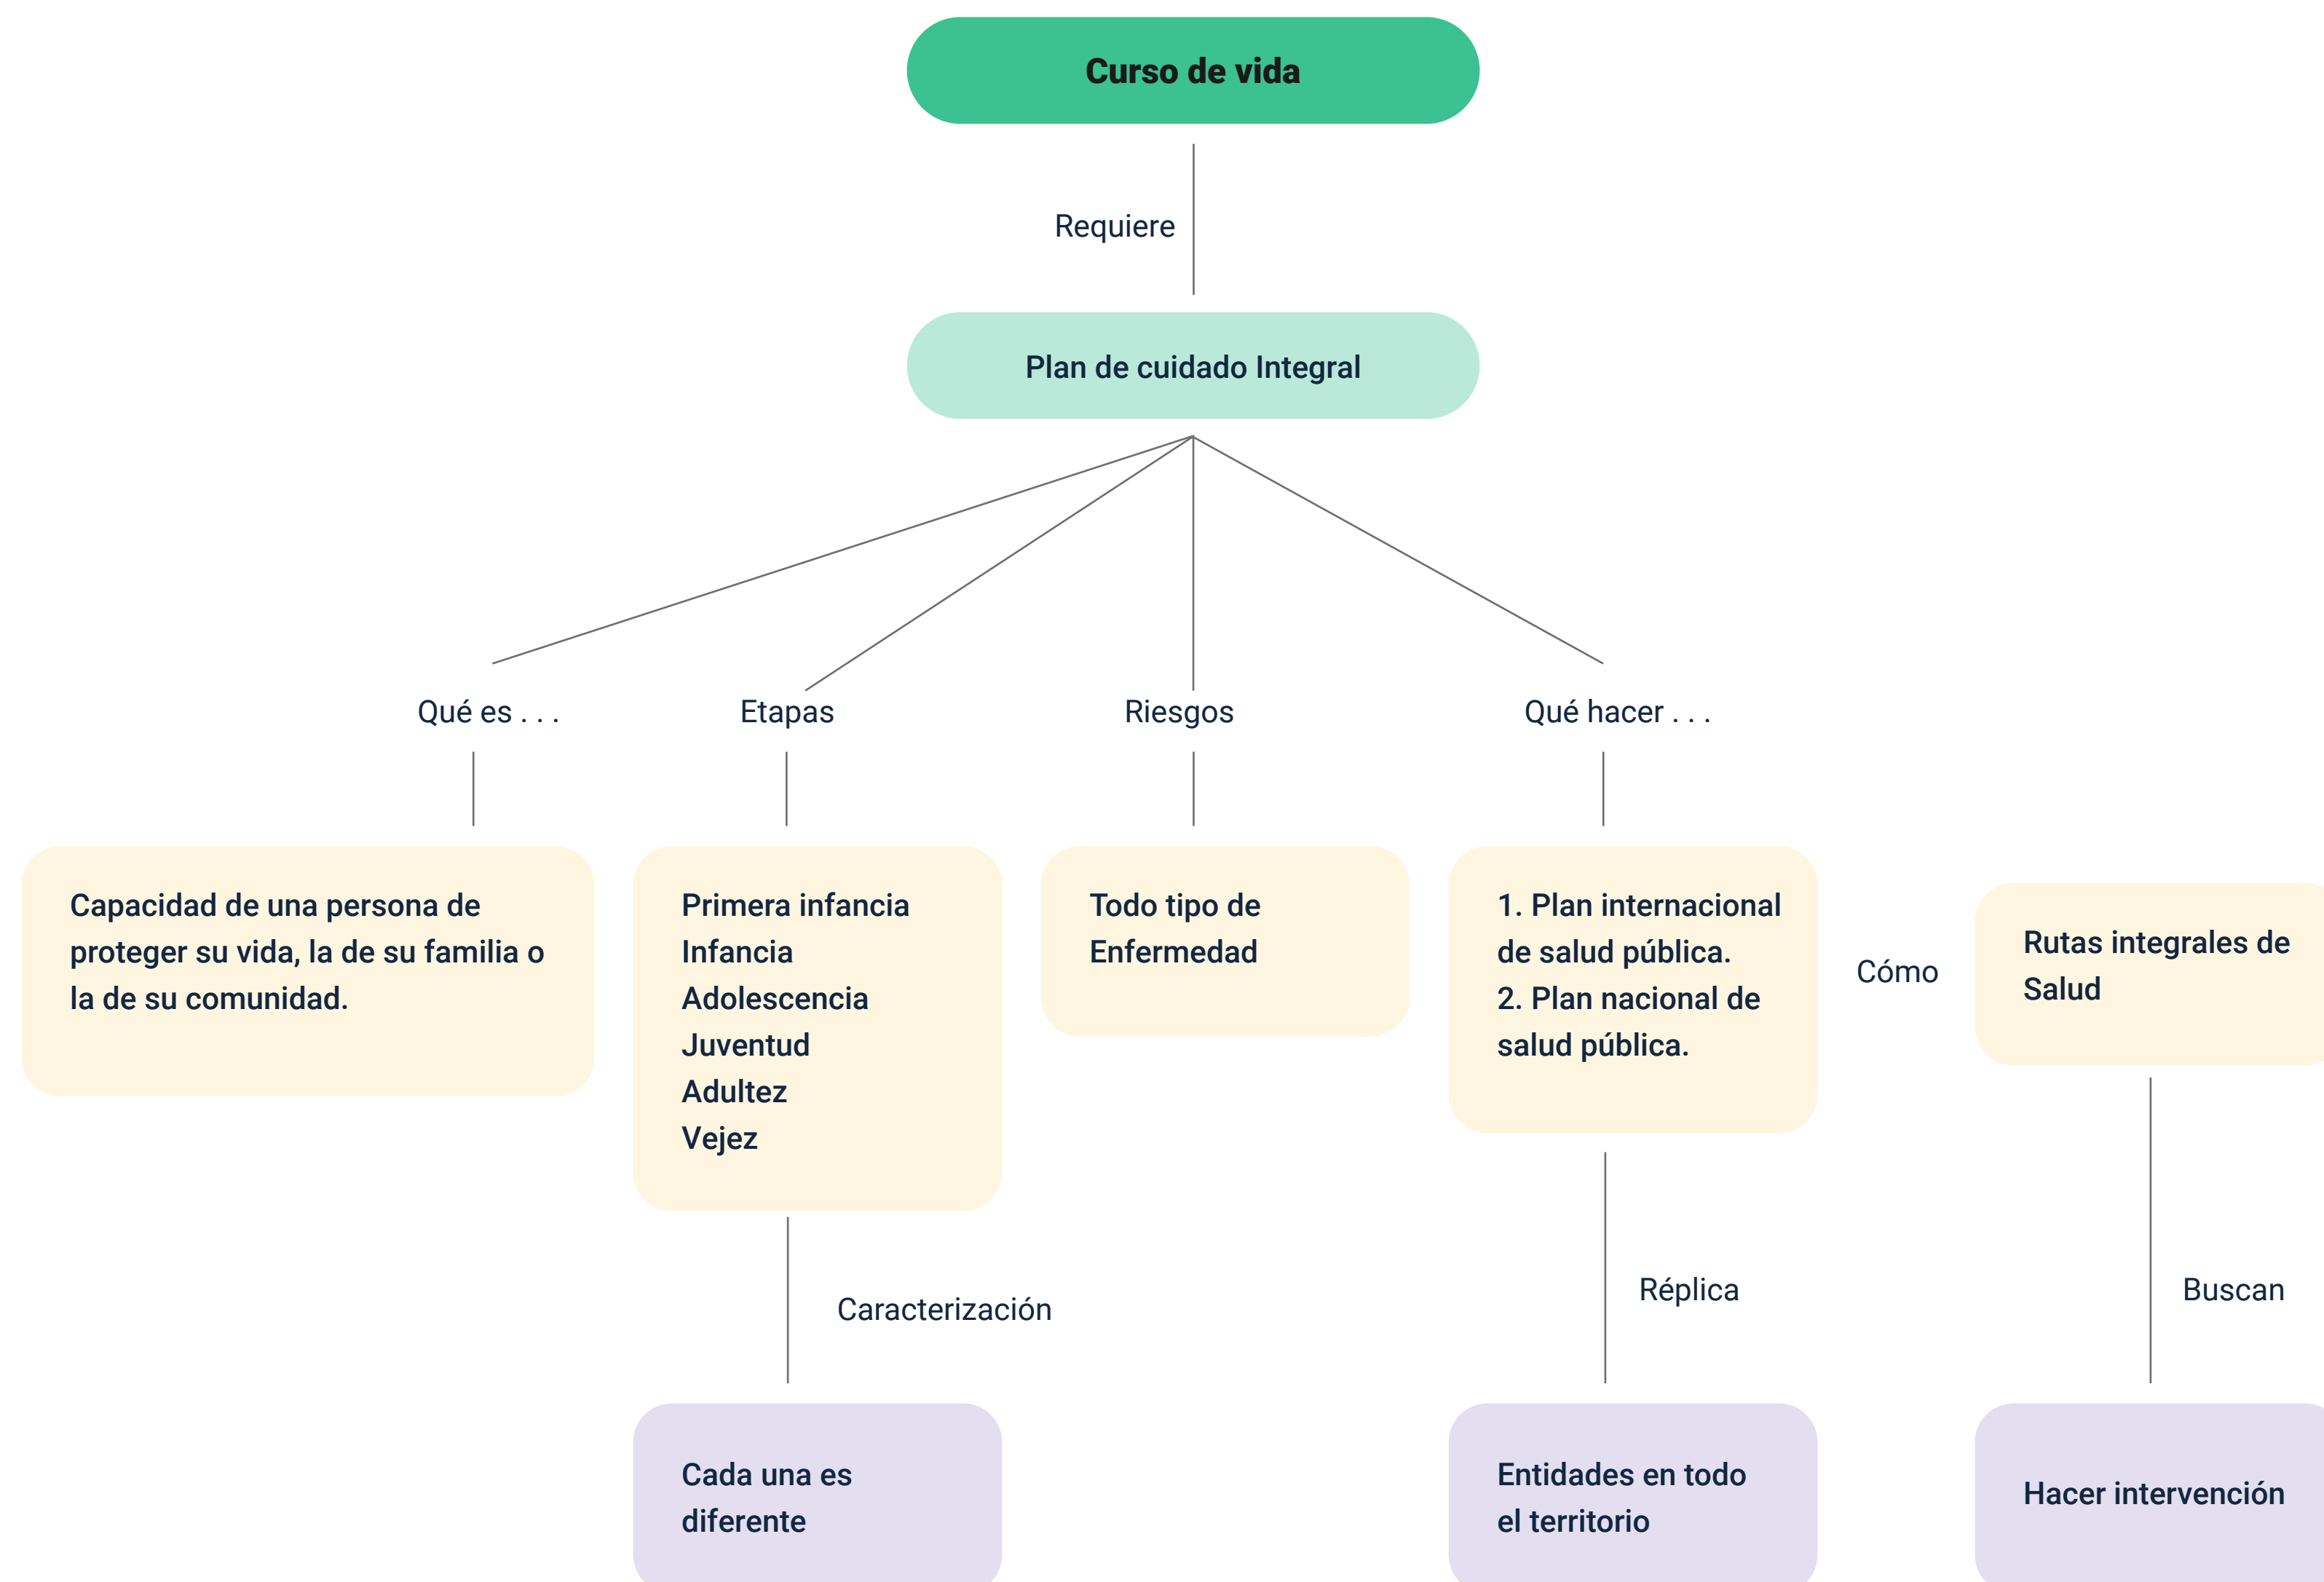 Curso de vida
Requiere
Plan de cuidado Integral
Qué es . . .
Etapas
Riesgos
Qué hacer . . .
Capacidad de una persona de
proteger su vida, la de su familia o
la de su comunidad.
Primera infancia
Infancia
Adolescencia
Juventud
Adultez
Vejez
Todo tipo de
Enfermedad
1. Plan internacional
de salud pública.
2. Plan nacional de
salud pública.
Cómo
Rutas integrales de
Salud
Caracterización
Réplica
Buscan
Cada una es
diferente
Entidades en todo
el territorio
Hacer intervención